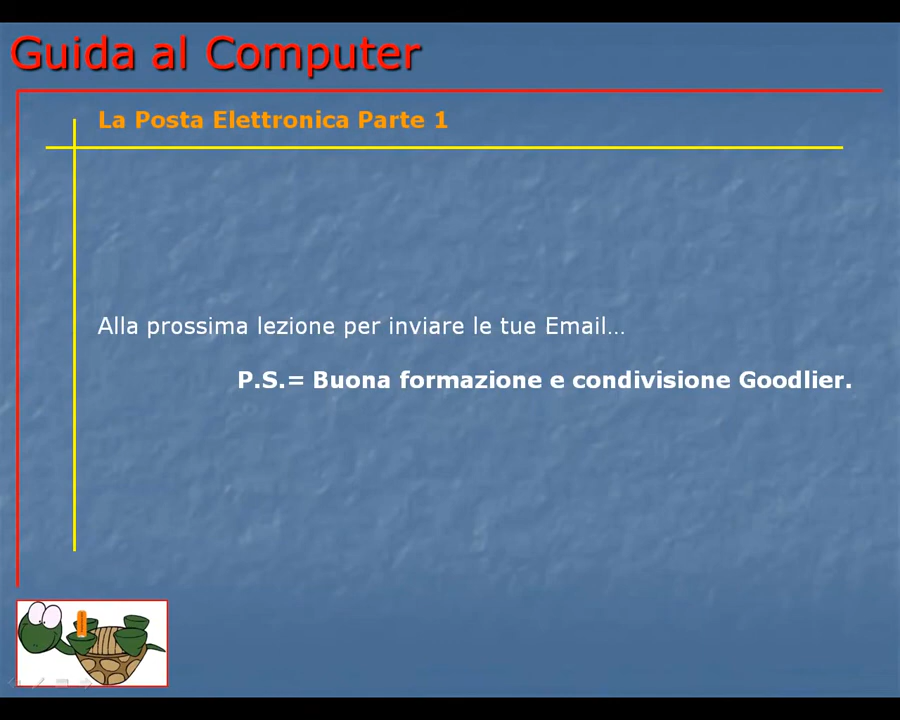 Guida al Computer
La Posta Elettronica Parte 1
Alla prossima lezione per inviare le tue Email...
P.S.= Buona formazione e condivisione Goodlier.